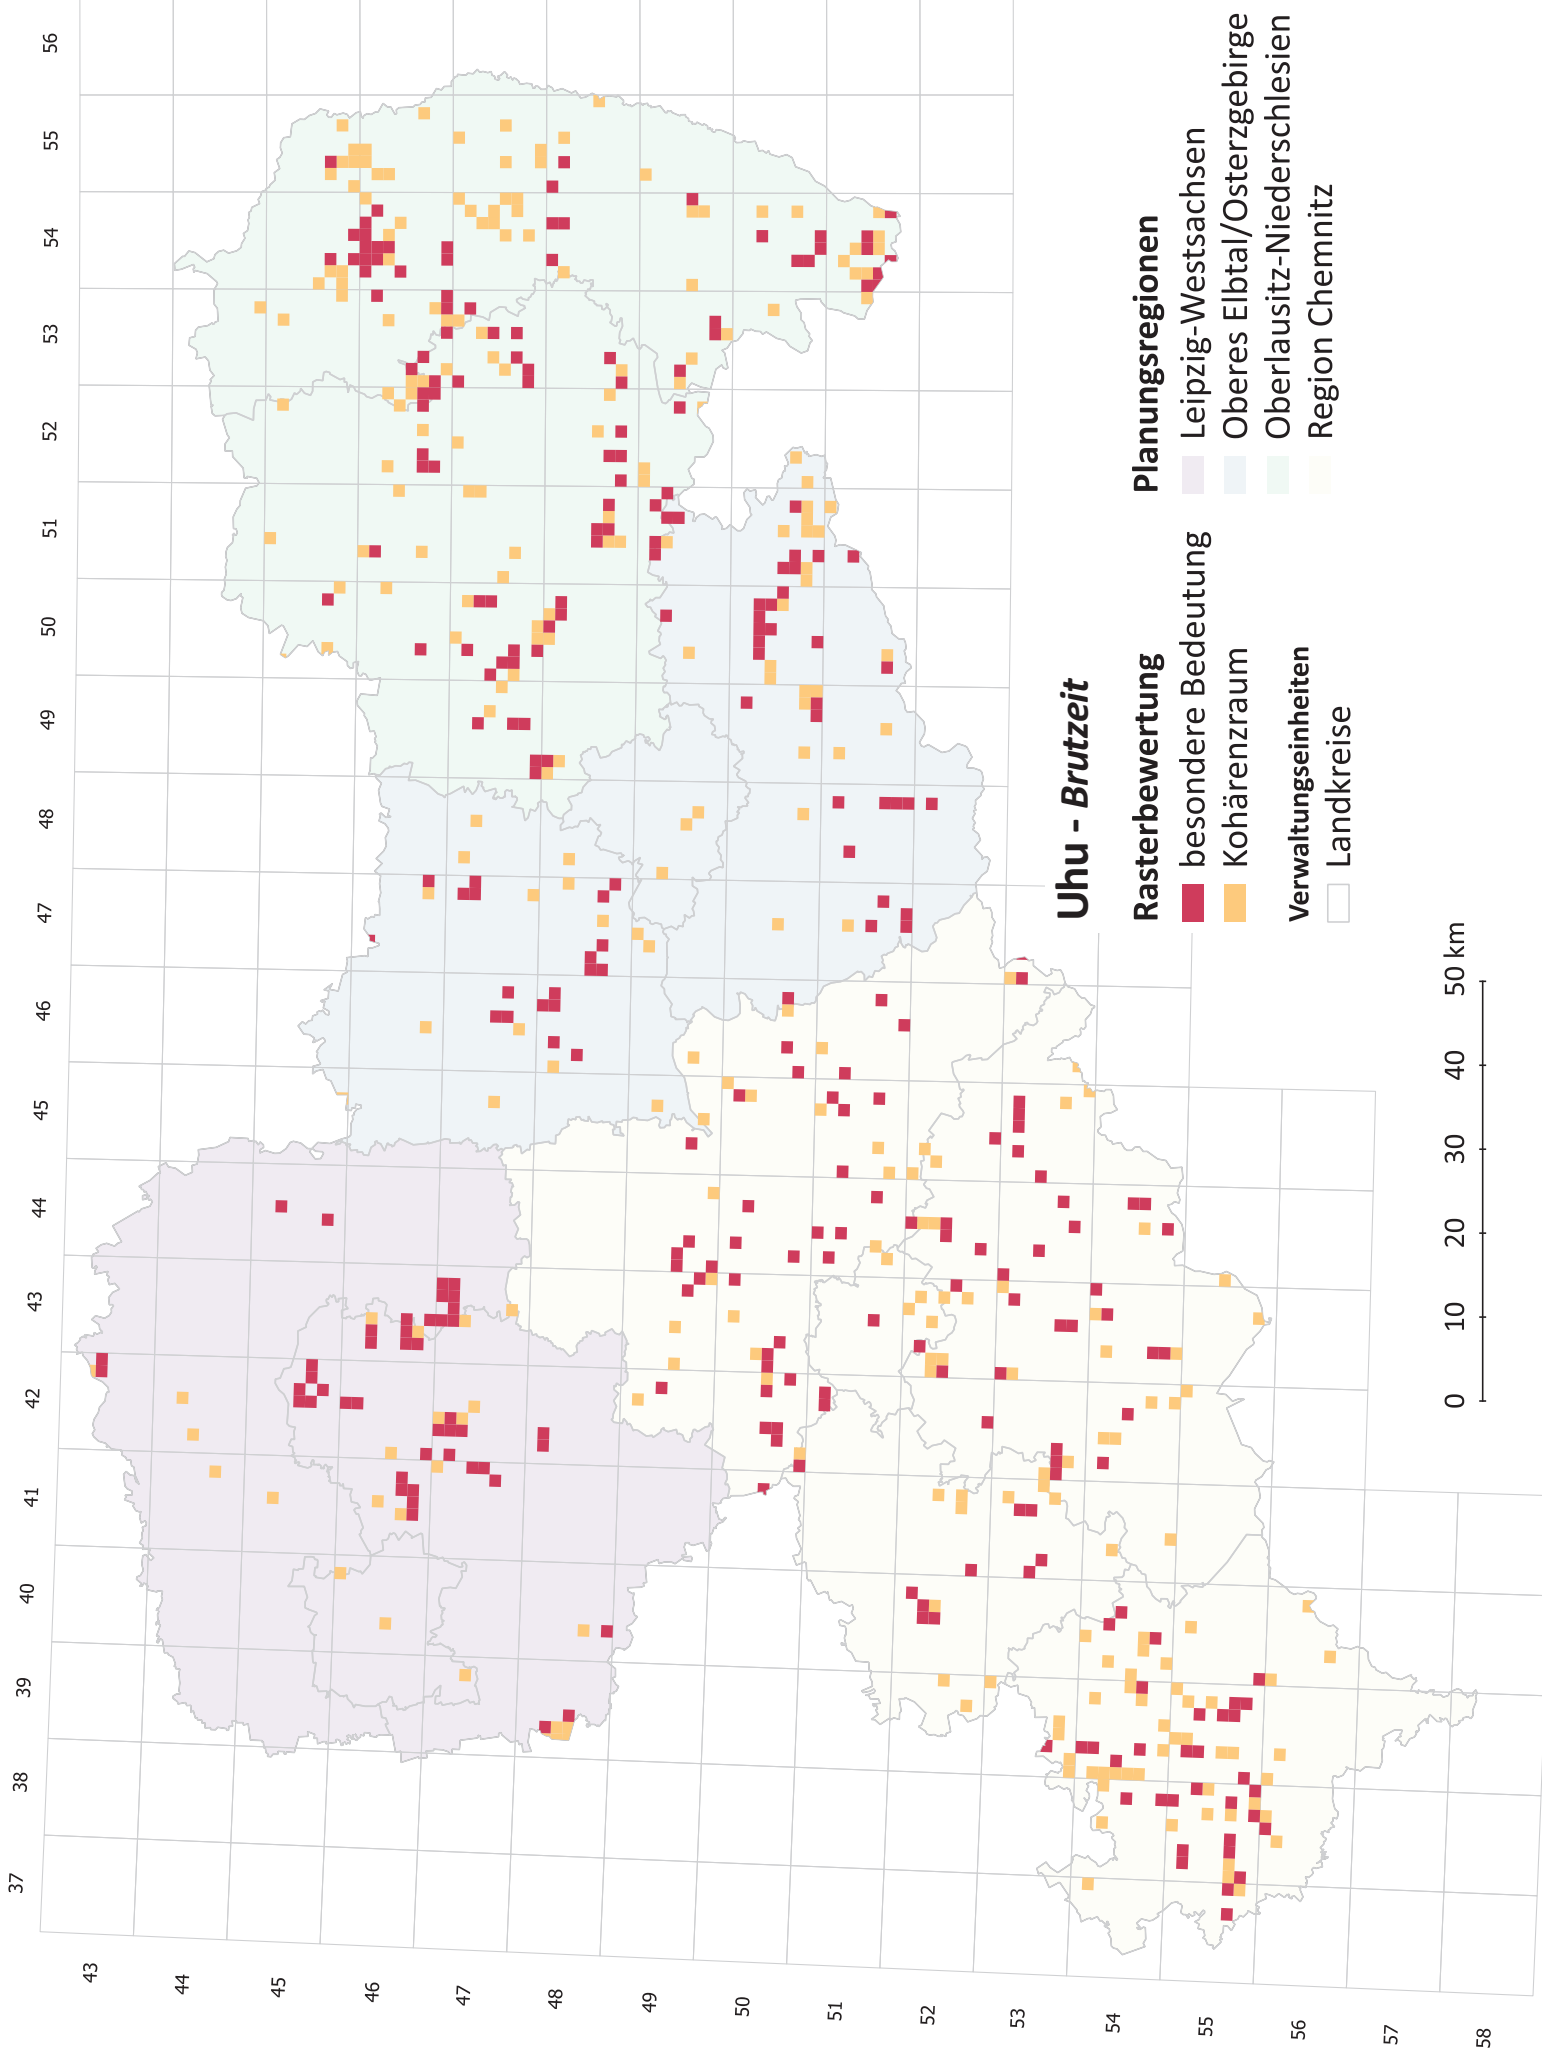 Uhu - Brutzeit
Rasterbewertung
besondere Bedeutung
Kohärenzraum
Verwaltungseinheiten
Landkreise
Planungsregionen
Leipzig-Westsachsen
Oberes Elbtal/Osterzgebirge
Oberlausitz-Niederschlesien
Region Chemnitz
0 10 20 30 40 50 km
37 38 39 40 41 42 43 44 45 46 47 48 49 50 51 52 53 54 55 56
43
44
45
46
47
48
49
50
51
52
53
54
55
56
57
58